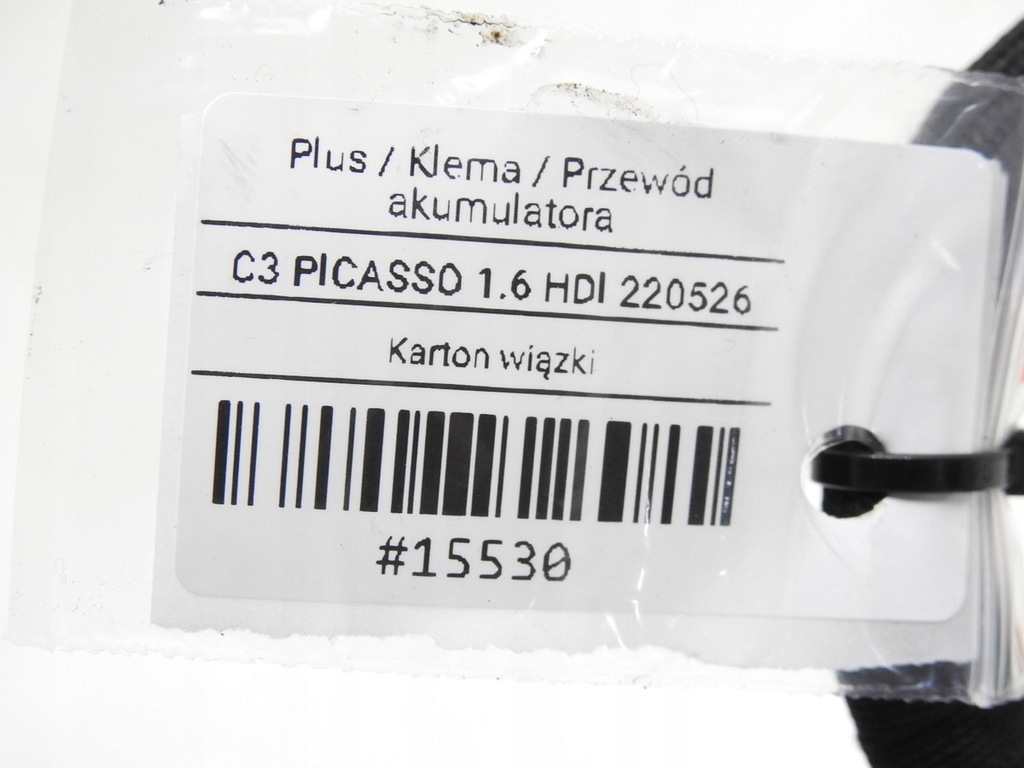 Plus / Klema / Przewód
akumulatora
C3 PICASSO 1.6 HDI 220526
Karton wiązki
#15530